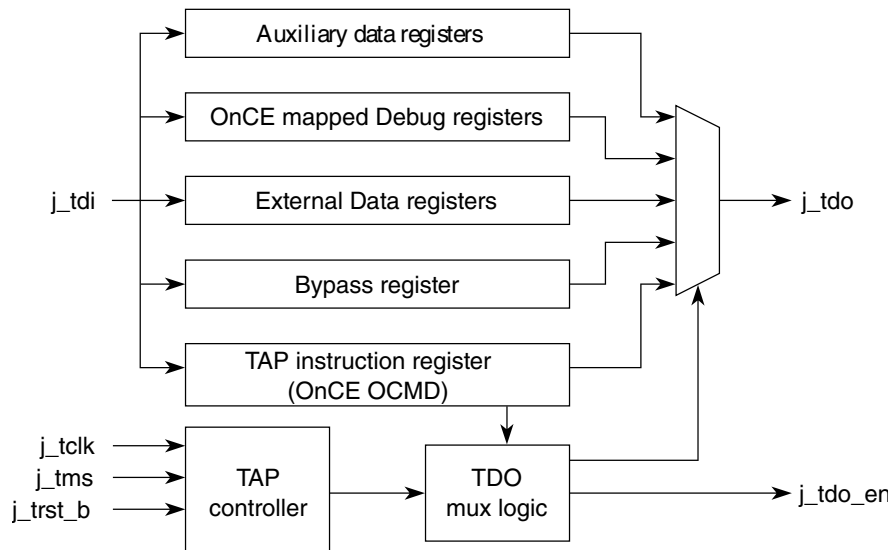 Auxiliary data registers
OnCE mapped Debug registers
j_tdi
External Data registers
j_tdo
Bypass register
TAP instruction register
(OnCE OCMD)
j_tclk
j_tms
j_trst_b
TAP
controller
TDO
mux logic
j_tdo_en